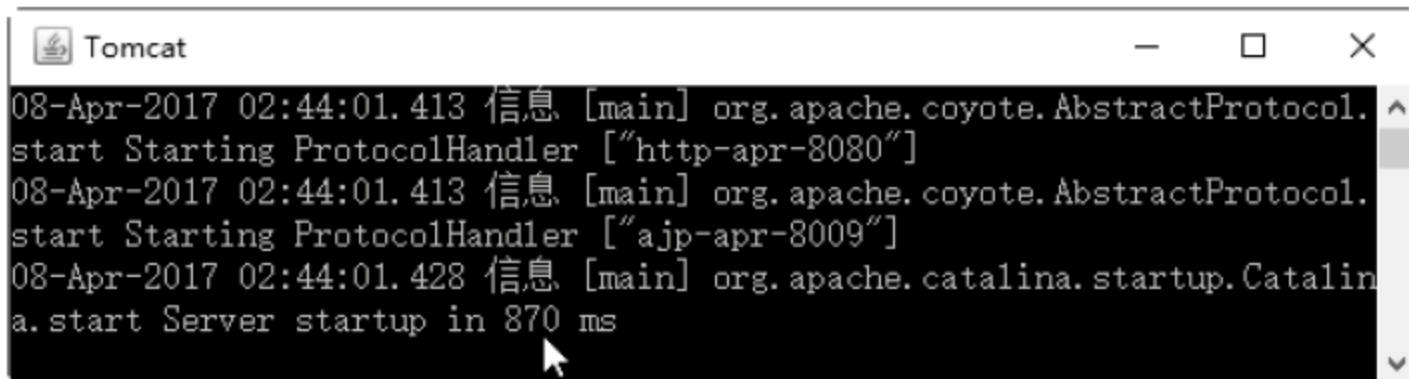 Tomcat
08-Apr-2017 02:44:01.413 信息 [main] org.apache.coyote.AbstractProtocol.
start Starting ProtocolHandler ["http-apr-8080"]
08-Apr-2017 02:44:01.413 信息 [main] org.apache.coyote.AbstractProtocol.
start Starting ProtocolHandler ["ajp-apr-8009"]
08-Apr-2017 02:44:01.428 信息 [main] org.apache.catalina.startup.Catalin
a.start Server startup in 870 ms